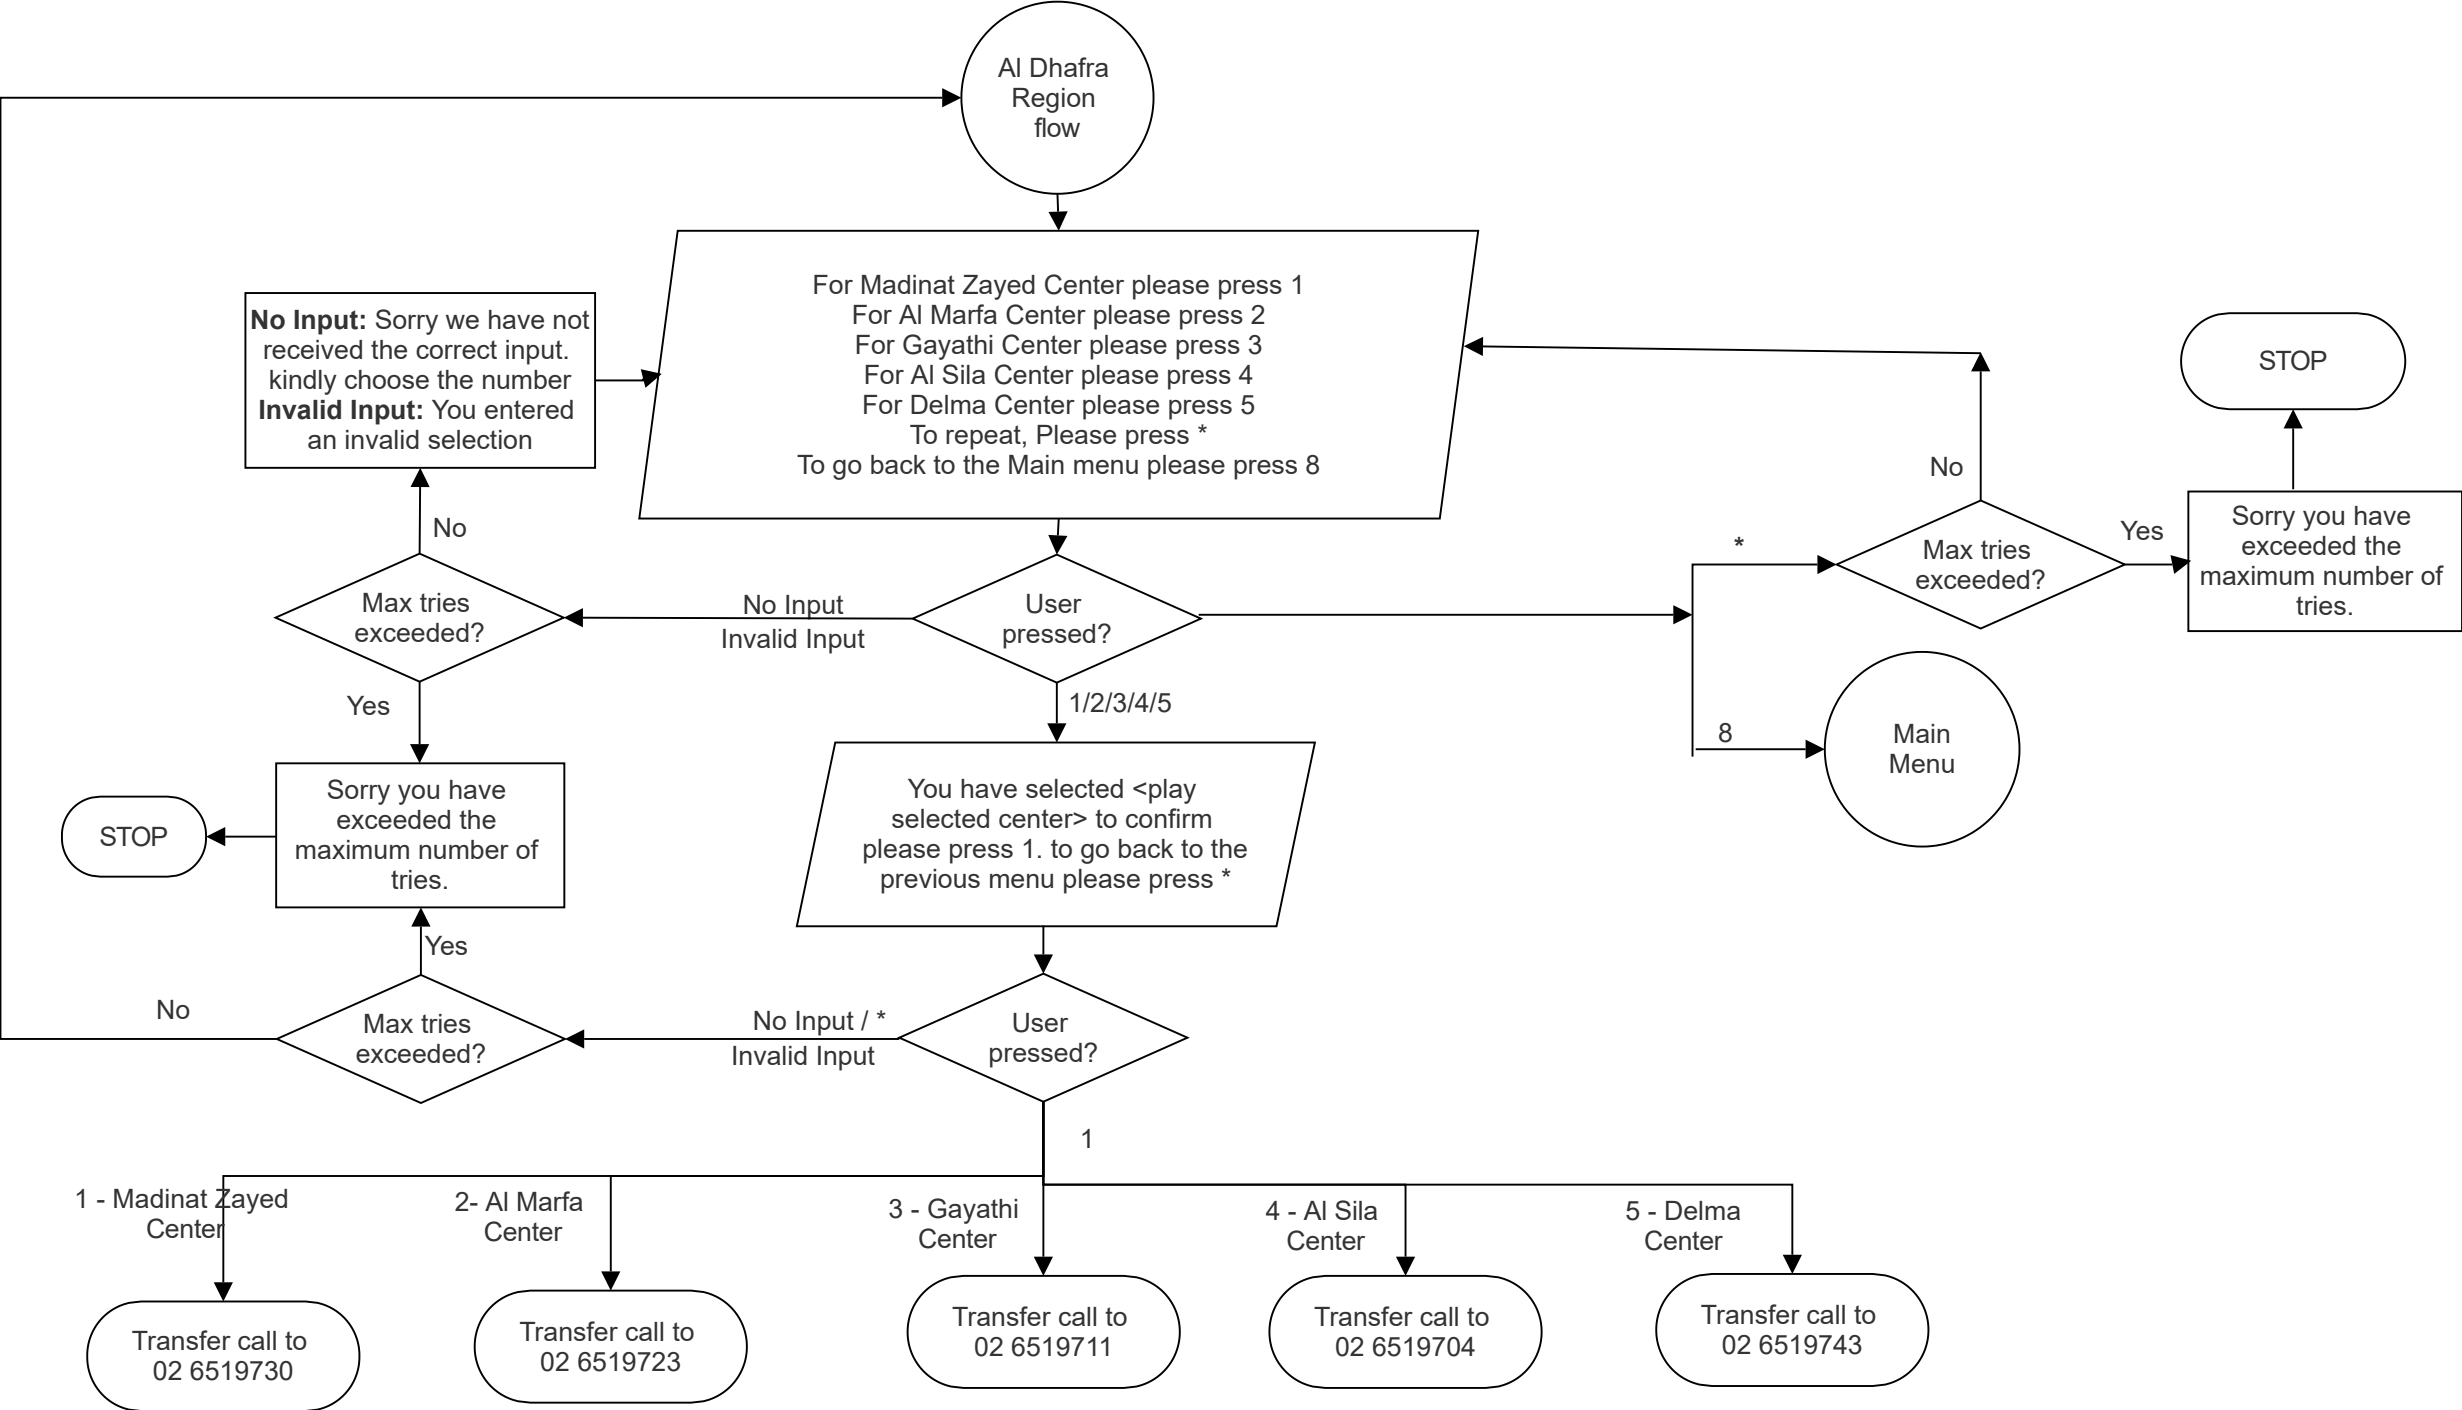 Al Dhafra
Region
flow
For Madinat Zayed Center please press 1
For Al Marfa Center please press 2
For Gayathi Center please press 3
For Al Sila Center please press 4
For Delma Center please press 5
To repeat, Please press *
To go back to the Main menu please press 8
No Input: Sorry we have not
received the correct input.
kindly choose the number
Invalid Input: You entered
an invalid selection
STOP
No
No
Sorry you have
exceeded the
maximum number of
tries.
Yes
*
Max tries
exceeded?
Max tries
exceeded?
No Input
Invalid Input
User
pressed?
Yes
1/2/3/4/5
8
Main
Menu
Sorry you have
exceeded the
maximum number of
tries.
STOP
You have selected <play
selected center> to confirm
please press 1. to go back to the
previous menu please press *
Yes
No
Max tries
exceeded?
No Input / *
Invalid Input
User
pressed?
1
1 - Madinat Zayed
Center
2- Al Marfa
Center
3 - Gayathi
Center
4 - Al Sila
Center
5 - Delma
Center
Transfer call to
02 6519730
Transfer call to
02 6519723
Transfer call to
02 6519711
Transfer call to
02 6519704
Transfer call to
02 6519743